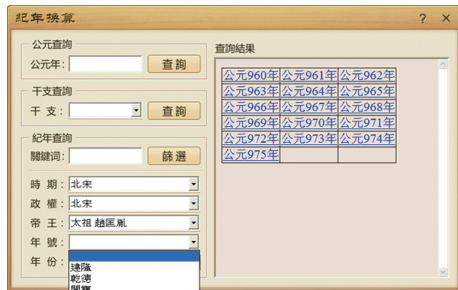 紀年換算
? ×
公元查詢
公元年:
查詢
干支查詢
干 支:
查詢
紀年查詢
關鍵词:
篩選
時 期: 北宋
政 權: 北宋
帝 王: 太祖 趙匡胤
年 號:
年 份:
建隆
乾德
開寶
查詢結果
公元960年 公元961年 公元962年
公元963年 公元964年 公元965年
公元966年 公元967年 公元968年
公元969年 公元970年 公元971年
公元972年 公元973年 公元974年
公元975年